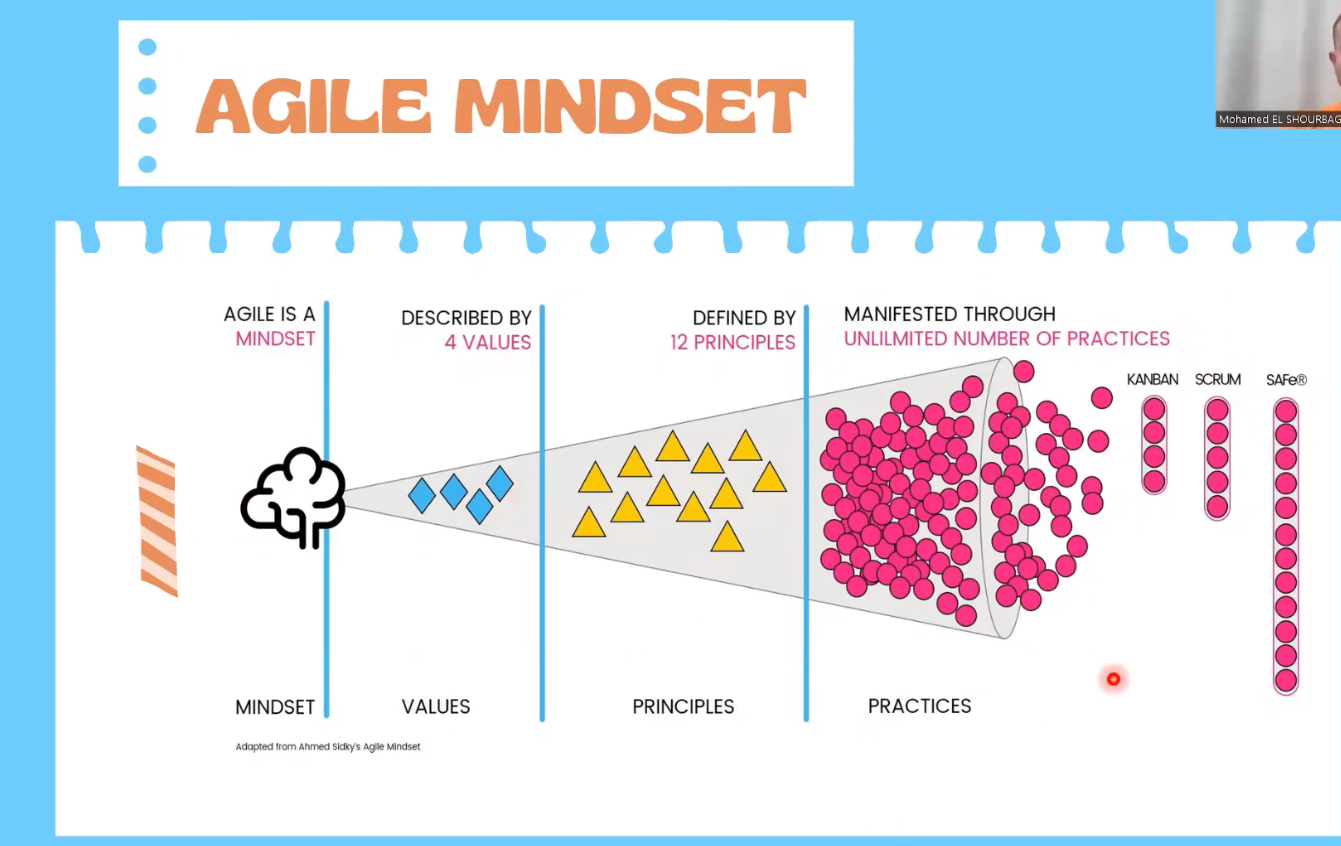 AGILE MINDSET
Mohamed EL SHOURBAG
AGILE IS A
MINDSET
DESCRIBED BY
4 VALUES
DEFINED BY
12 PRINCIPLES
MANIFESTED THROUGH
UNLILMITED NUMBER OF PRACTICES
KANBAN
SCRUM
SAFe®
MINDSET
VALUES
PRINCIPLES
PRACTICES
Adapted from Ahmed Sidky's Agile Mindset